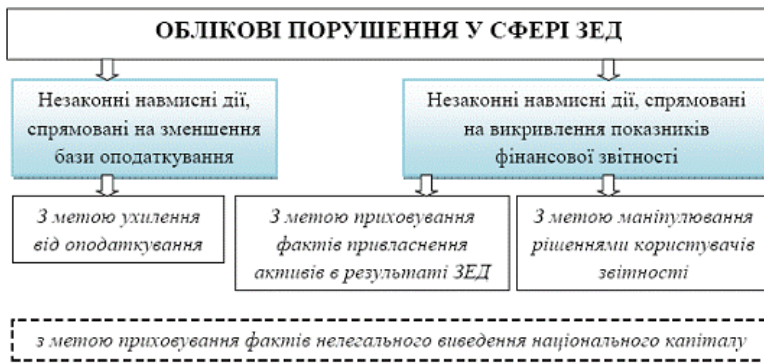 ОБЛІКОВІ ПОРУШЕННЯ У СФЕРІ ЗЕД
Незаконні навмисні дії,
спрямовані на зменшення
бази оподаткування
Незаконні навмисні дії, спрямовані
на викривлення показників
фінансової звітності
З метою ухилення
від оподаткування
З метою приховування
фактів привласнення
активів в результаті ЗЕД
З метою маніпулювання
рішеннями користувачів
звітності
з метою приховування фактів нелегального виведення національного капіталу